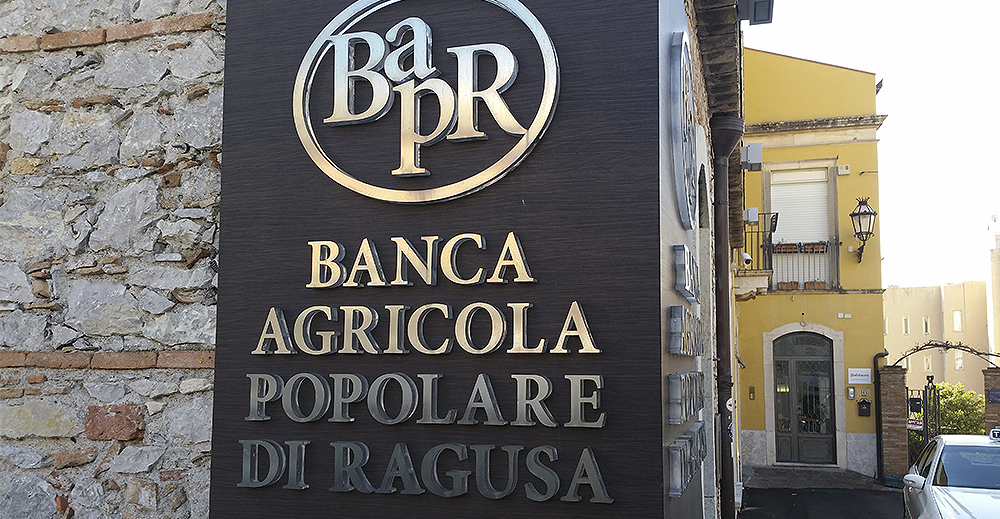 BapR
BANCA
AGRICOLA
POPOLARE
DI RAGUSA